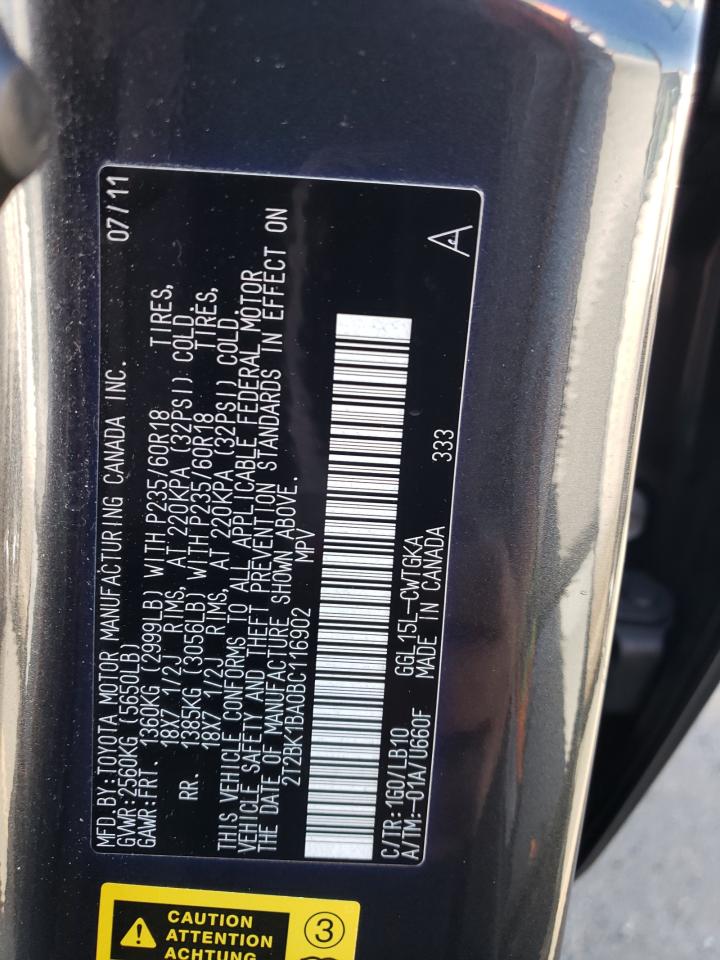 MFD.BY:TOYOTA MOTOR MANUFACTURING CANADA INC. 07/11
GVWR:2560KG (5650LB)
GAWR:FRT. 1360KG (2999LB) WITH P235/60R18 TIRES,
18X7 1/2J RIMS, AT 220KPA (32PSI) COLD.
RR. 1385KG (3056LB) WITH P235/60R18 TIRES,
18X7 1/2J RIMS, AT 220KPA (32PSI) COLD.
THIS VEHICLE CONFORMS TO ALL APPLICABLE FEDERAL MOTOR
VEHICLE SAFETY AND THEFT PREVENTION STANDARDS IN EFFECT ON
THE DATE OF MANUFACTURE SHOWN ABOVE.
2T2BK1BA0BC116902 MPV
C/TR:1G0/LB10 GGL15L-CWTGKA 333 A
A/TM:-01A/U660F MADE IN CANADA
CAUTION
ATTENTION
ACHTUNG
3